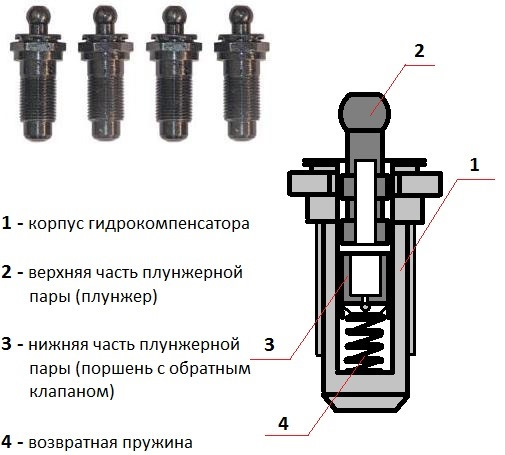 2
1
1 - корпус гидрокомпенсатора
2 - верхняя часть плунжерной
пары (плунжер)
3 - нижняя часть плунжерной
пары (поршень с обратным
клапаном)
4 - возвратная пружина
3
4